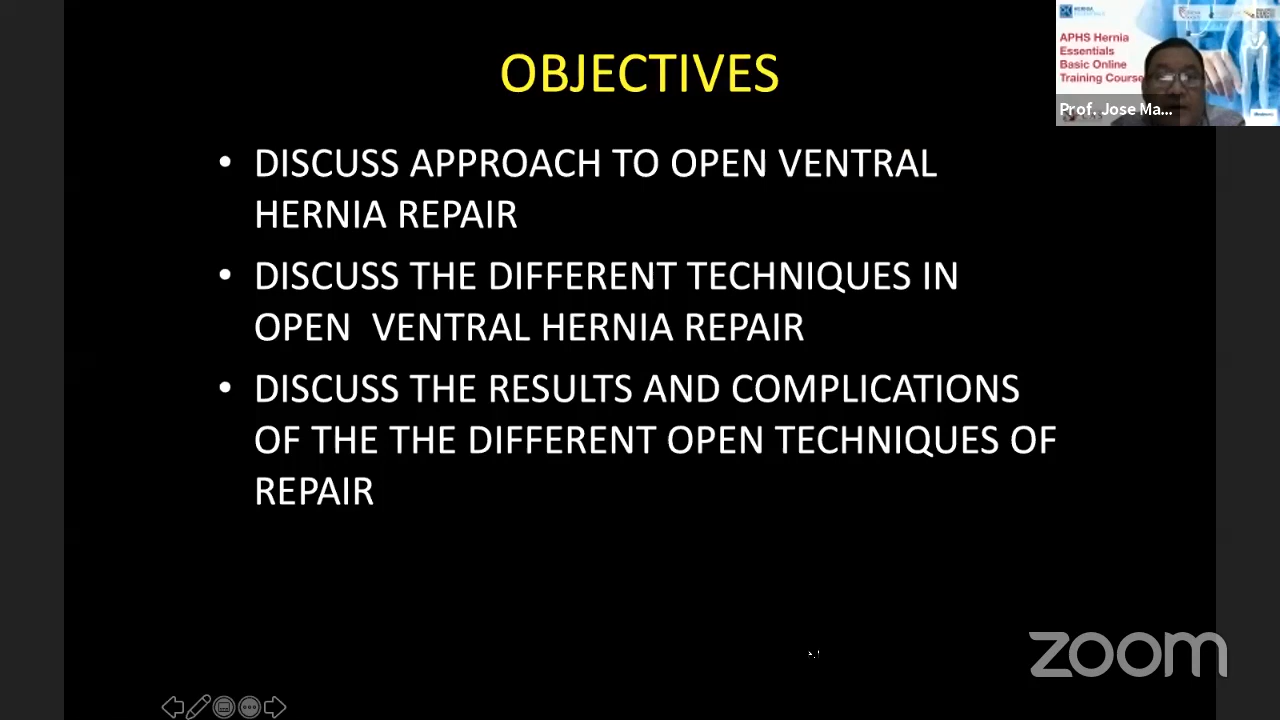 OBJECTIVES
• DISCUSS APPROACH TO OPEN VENTRAL
HERNIA REPAIR
• DISCUSS THE DIFFERENT TECHNIQUES IN
OPEN VENTRAL HERNIA REPAIR
• DISCUSS THE RESULTS AND COMPLICATIONS
OF THE THE DIFFERENT OPEN TECHNIQUES OF
REPAIR
APHS Hernia
Essentials
Basic Online
Training Course
Prof. Jose Ma...
zoom